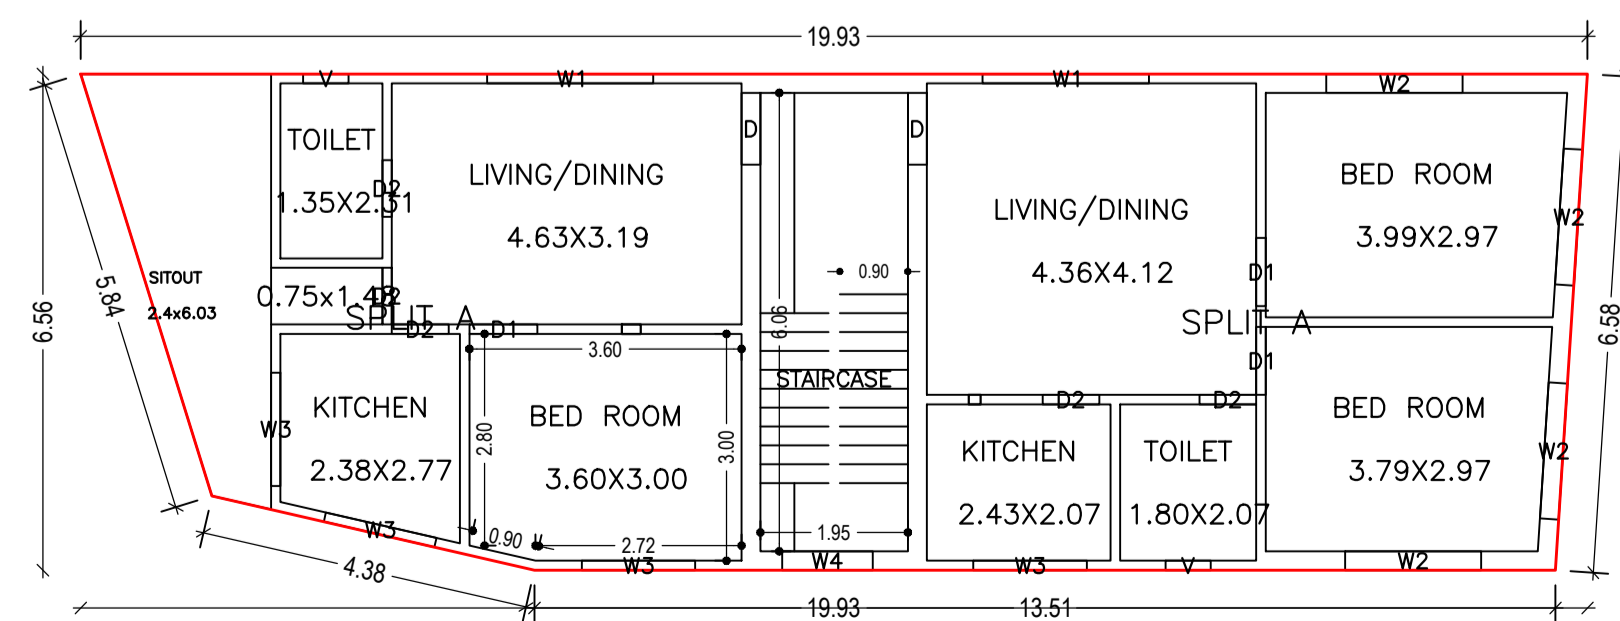 19.93
V
W1
W1
W2
TOILET
1.35X2.31
D2
LIVING/DINING
4.63X3.19
D
D
LIVING/DINING
4.36X4.12
BED ROOM
3.99X2.97
W2
5.84
6.56
SITOUT
2.4x6.03
0.75x1.48
D2
SPLIT A
D2
D1
6.06
0.90
D1
SPLIT A
D1
6.58
3.60
STAIRCASE
KITCHEN
2.38X2.77
W3
2.80
BED ROOM
3.60X3.00
3.00
D2
D2
KITCHEN
2.43X2.07
TOILET
1.80X2.07
BED ROOM
3.79X2.97
W2
W3
0.90
2.72
W3
1.95
W4
W3
V
W2
4.38
19.93
13.51